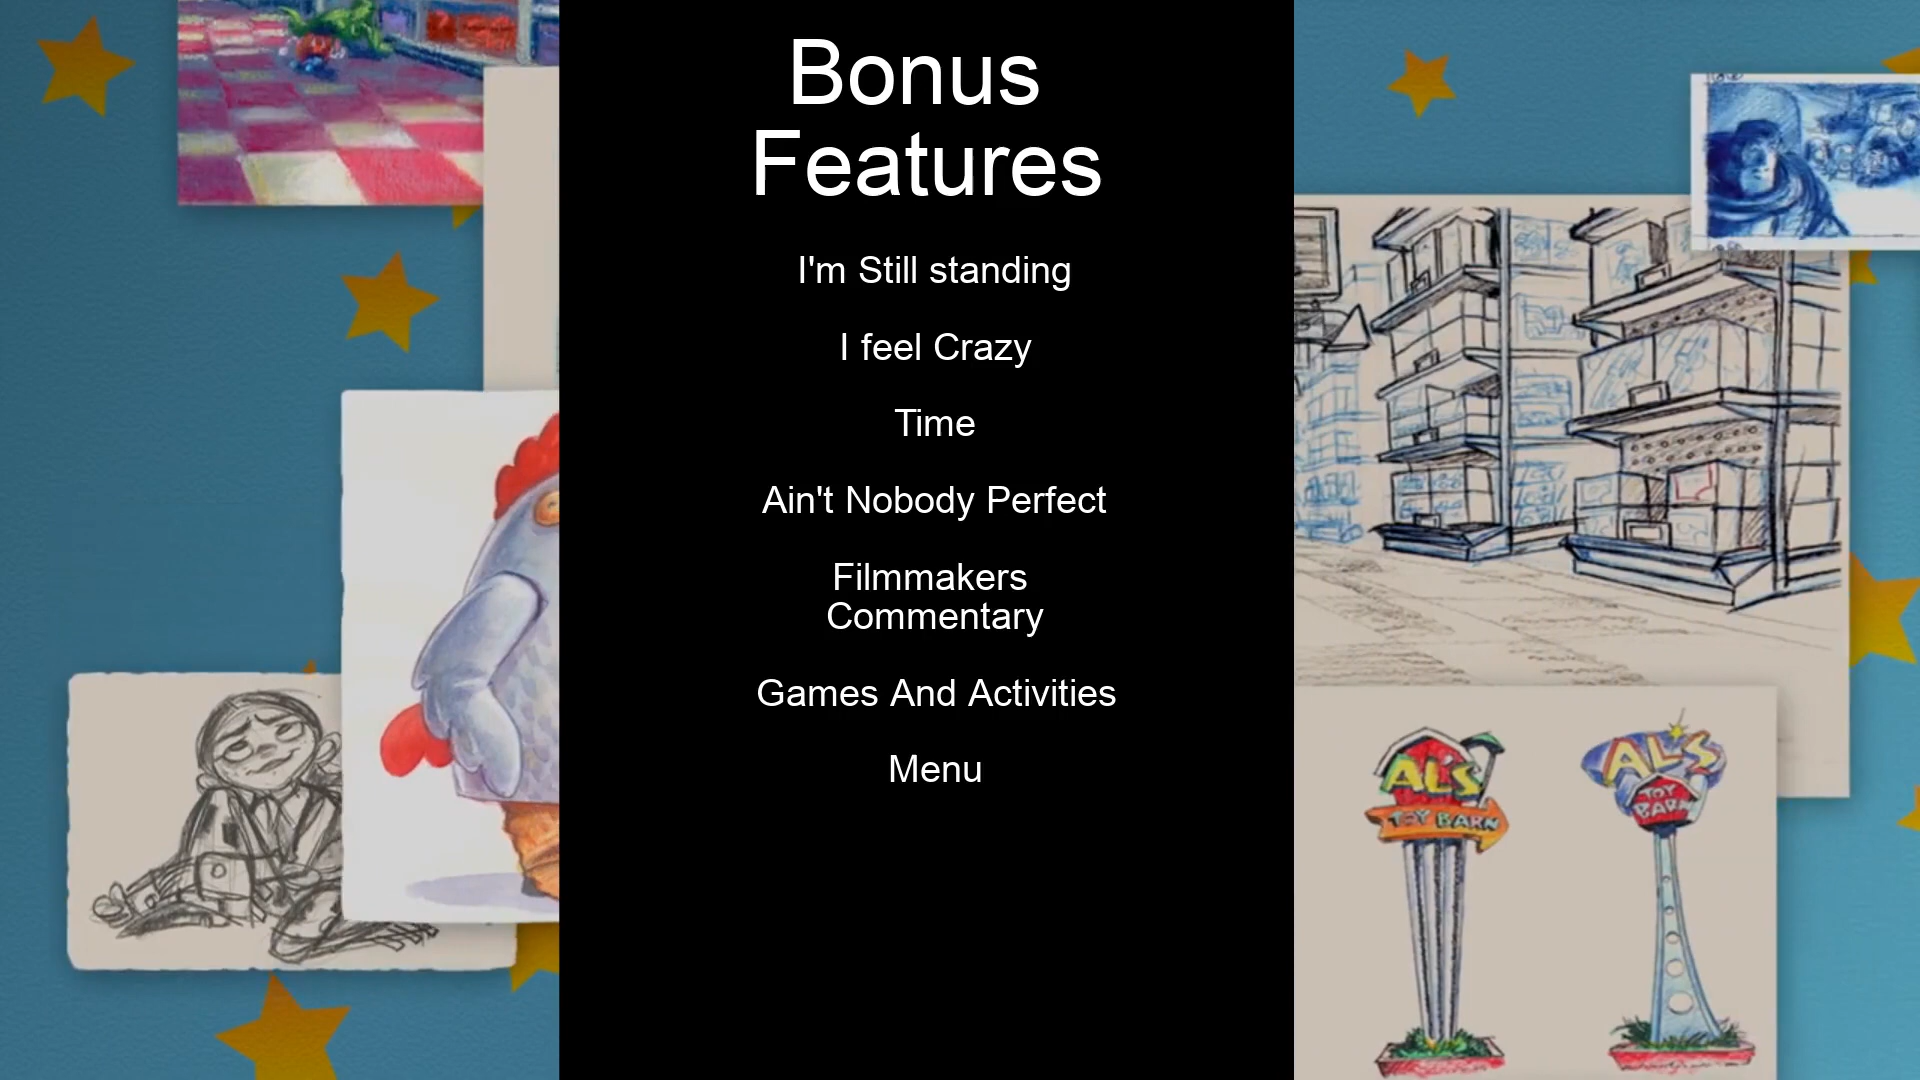 Bonus
Features
I'm Still standing
I feel Crazy
Time
Ain't Nobody Perfect
Filmmakers
Commentary
Games And Activities
Menu
AL'S
TOY BARN
AL'S
TOY
BARN